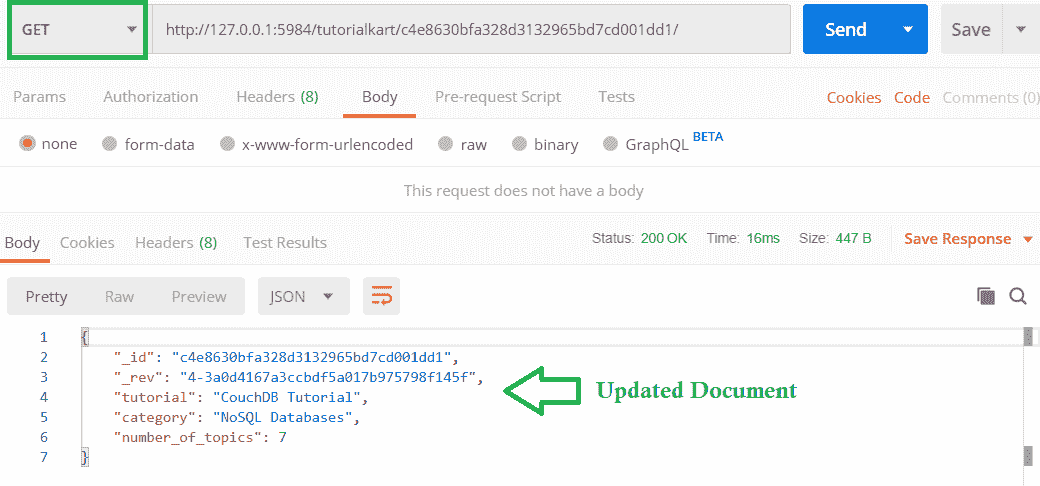 GET http://127.0.0.1:5984/tutorialkart/c4e8630bfa328d3132965bd7cd001dd1/ Send Save
Params Authorization Headers (8) Body Pre-request Script Tests Cookies Code Comments (0)
none form-data x-www-form-urlencoded raw binary GraphQL BETA
This request does not have a body
Body Cookies Headers (8) Test Results Status: 200 OK Time: 16ms Size: 447 B Save Response
Pretty Raw Preview JSON
1 {
2 "_id": "c4e8630bfa328d3132965bd7cd001dd1",
3 "_rev": "4-3a0d4167a3ccbdf5a017b975798f145f",
4 "tutorial": "CouchDB Tutorial",
5 "category": "NoSQL Databases",
6 "number_of_topics": 7
7 }
Updated Document